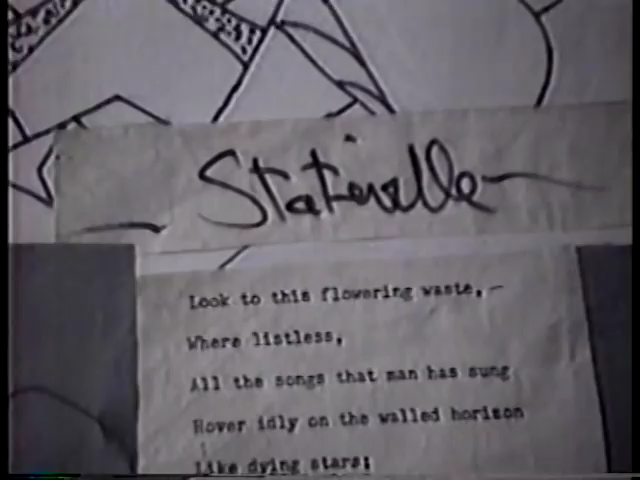 Stateville
Look to this flowering waste,—
Where listless,
All the songs that man has sung
Hover idly on the walled horizon
Like dying stars;